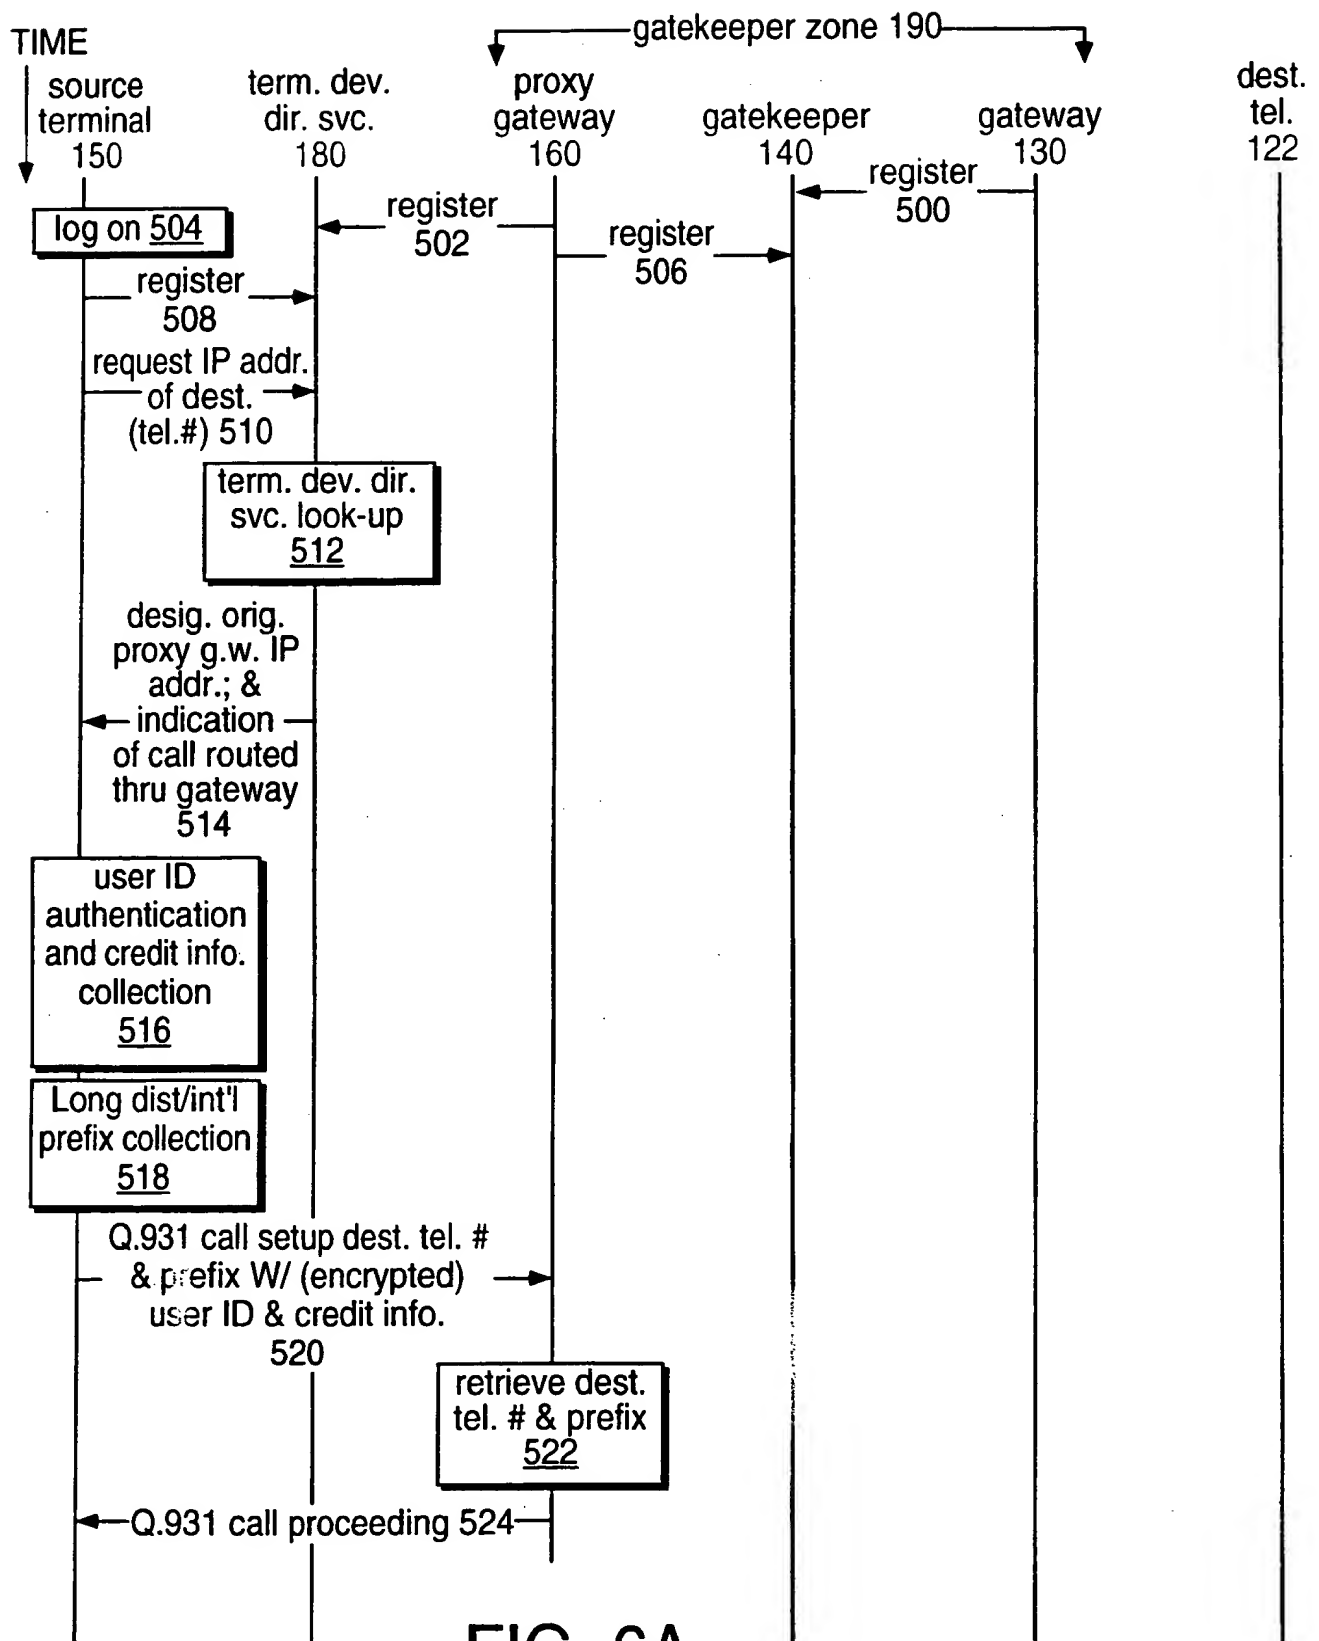 TIME
gatekeeper zone 190
source
terminal
150
term. dev.
dir. svc.
180
proxy
gateway
160
gatekeeper
140
gateway
130
dest.
tel.
122
register
500
log on 504
register
502
register
506
register
508
request IP addr.
of dest.
(tel.#) 510
term. dev. dir.
svc. look-up
512
desig. orig.
proxy g.w. IP
addr.; &
indication
of call routed
thru gateway
514
user ID
authentication
and credit info.
collection
516
Long dist/int'l
prefix collection
518
Q.931 call setup dest. tel. #
& prefix W/ (encrypted)
user ID & credit info.
520
retrieve dest.
tel. # & prefix
522
Q.931 call proceeding 524
FIG. 6A